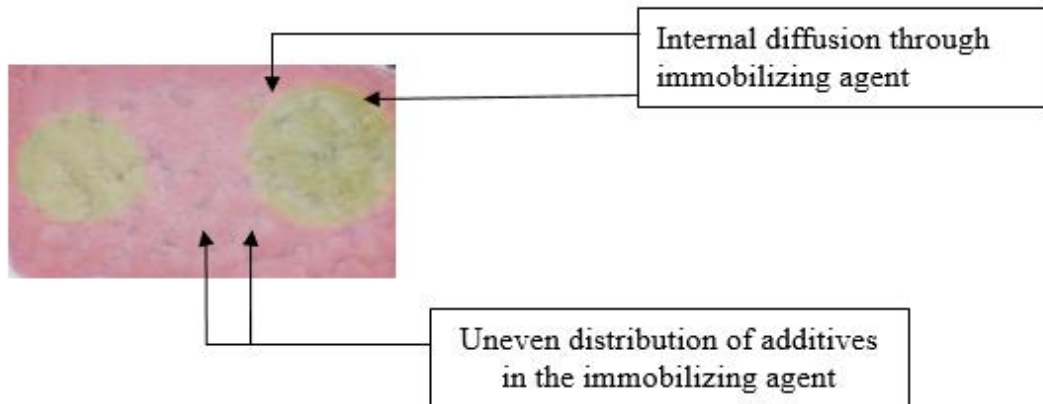 Internal diffusion through
immobilizing agent
Uneven distribution of additives
in the immobilizing agent